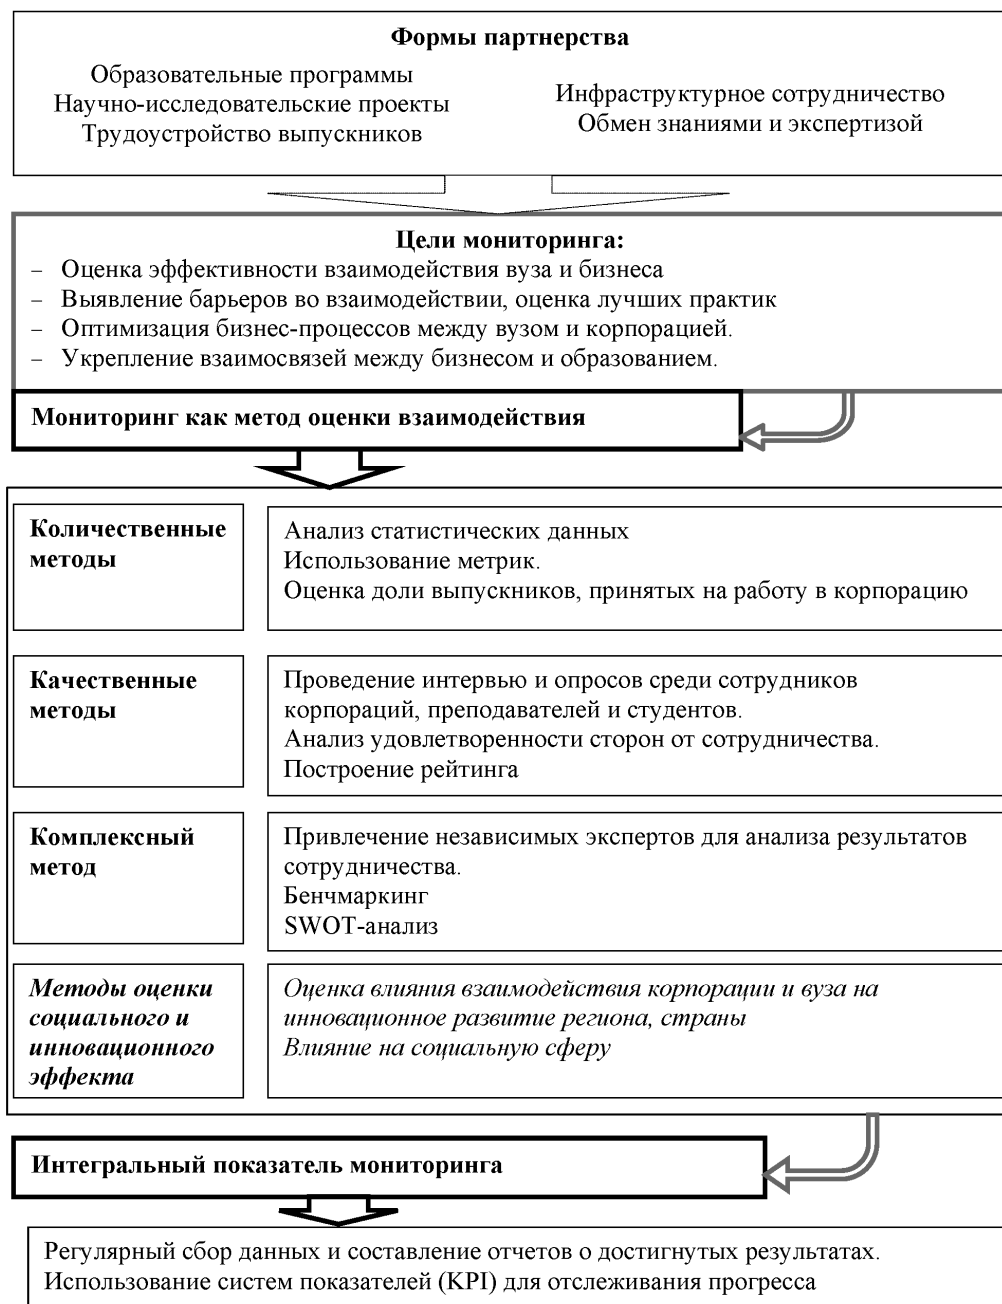 Формы партнерства
Образовательные программы
Научно-исследовательские проекты
Трудоустройство выпускников
Инфраструктурное сотрудничество
Обмен знаниями и экспертизой
Цели мониторинга:
– Оценка эффективности взаимодействия вуза и бизнеса
– Выявление барьеров во взаимодействии, оценка лучших практик
– Оптимизация бизнес-процессов между вузом и корпорацией.
– Укрепление взаимосвязей между бизнесом и образованием.
Мониторинг как метод оценки взаимодействия
Количественные
методы
Анализ статистических данных
Использование метрик.
Оценка доли выпускников, принятых на работу в корпорацию
Качественные
методы
Проведение интервью и опросов среди сотрудников
корпораций, преподавателей и студентов.
Анализ удовлетворенности сторон от сотрудничества.
Построение рейтинга
Комплексный
метод
Привлечение независимых экспертов для анализа результатов
сотрудничества.
Бенчмаркинг
SWOT-анализ
Методы оценки
социального и
инновационного
эффекта
Оценка влияния взаимодействия корпорации и вуза на
инновационное развитие региона, страны
Влияние на социальную сферу
Интегральный показатель мониторинга
Регулярный сбор данных и составление отчетов о достигнутых результатах.
Использование систем показателей (KPI) для отслеживания прогресса